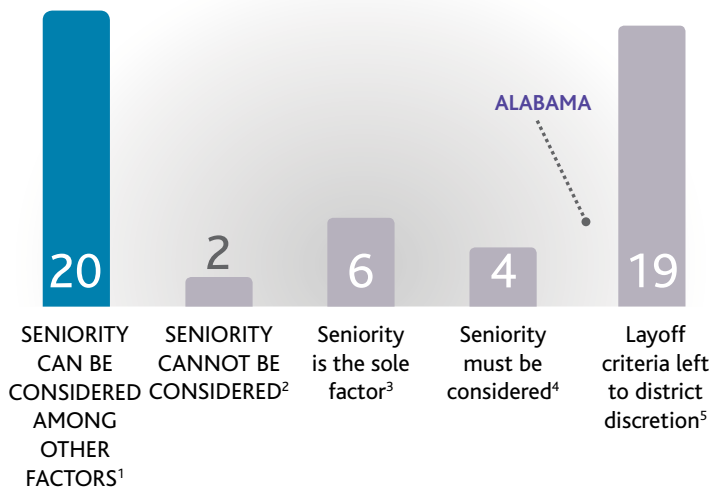 ALABAMA
20
2
6
4
19
SENIORITY
CAN BE
CONSIDERED
AMONG
OTHER
FACTORS¹
SENIORITY
CANNOT BE
CONSIDERED²
Seniority
is the sole
factor³
Seniority
must be
considered⁴
Layoff
criteria left
to district
discretion⁵